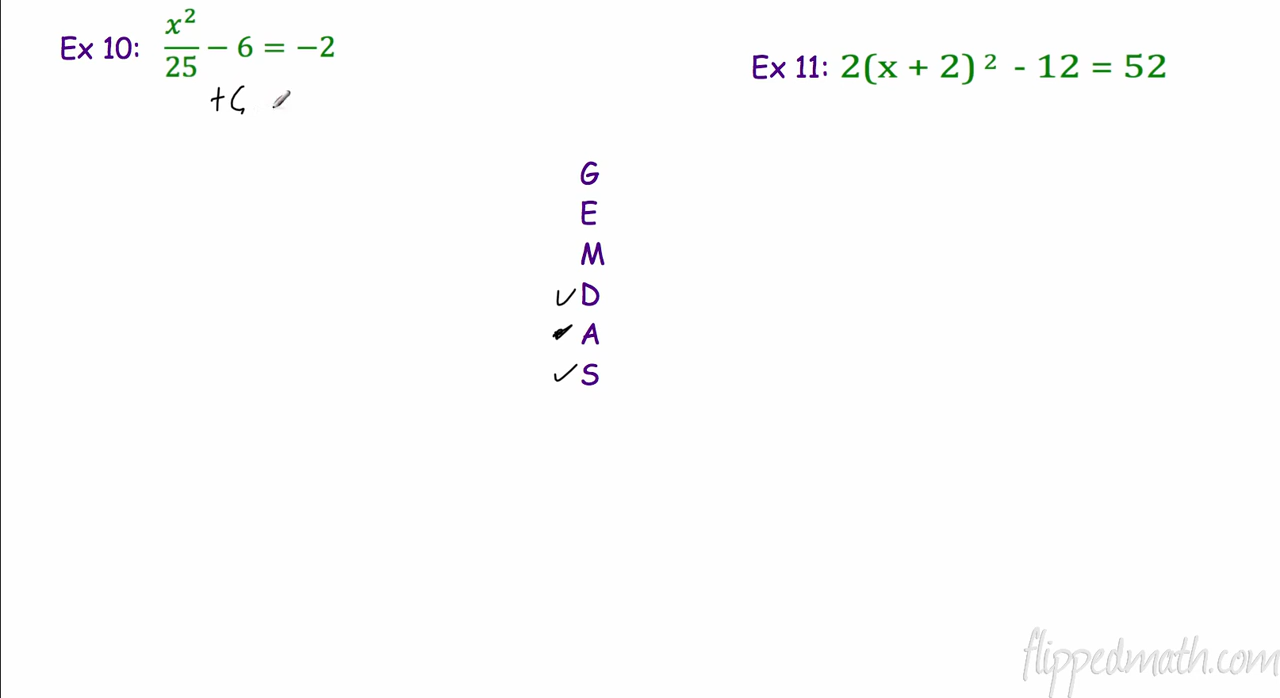 Ex 10: x²/25 − 6 = −2
+6
Ex 11: 2(x + 2)² - 12 = 52
G
E
M
✓D
✓A
✓S
flippedmath.com